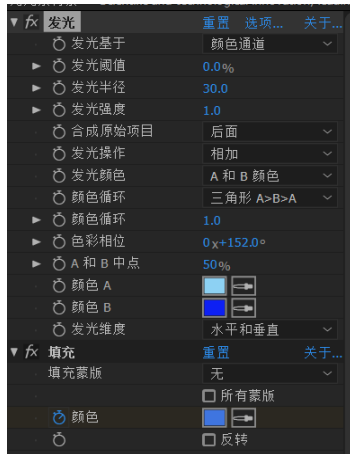 fx 发光 重置 选项... 关于...
发光基于 颜色通道
发光阈值 0.0%
发光半径 30.0
发光强度 1.0
合成原始项目 后面
发光操作 相加
发光颜色 A 和 B 颜色
颜色循环 三角形 A>B>A
颜色循环 1.0
色彩相位 0x+152.0°
A 和 B 中点 50%
颜色 A
颜色 B
发光维度 水平和垂直
fx 填充 重置 关于...
填充蒙版 无
所有蒙版
颜色
反转